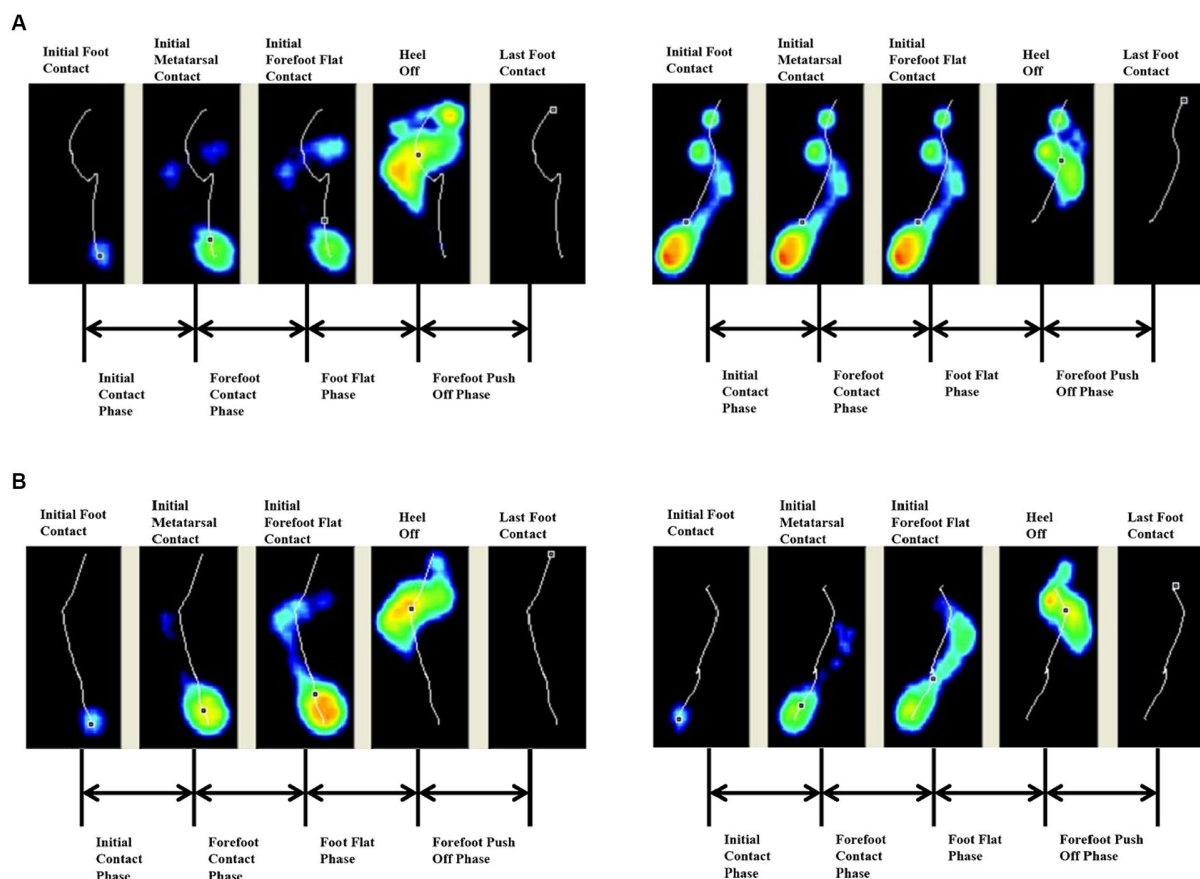 A
Initial Foot
Contact
Initial
Metatarsal
Contact
Initial
Forefoot Flat
Contact
Heel
Off
Last Foot
Contact
Initial
Contact
Phase
Forefoot
Contact
Phase
Foot Flat
Phase
Forefoot Push
Off Phase
Initial Foot
Contact
Initial
Metatarsal
Contact
Initial
Forefoot Flat
Contact
Heel
Off
Last Foot
Contact
Initial
Contact
Phase
Forefoot
Contact
Phase
Foot Flat
Phase
Forefoot Push
Off Phase
B
Initial Foot
Contact
Initial
Metatarsal
Contact
Initial
Forefoot Flat
Contact
Heel
Off
Last Foot
Contact
Initial
Contact
Phase
Forefoot
Contact
Phase
Foot Flat
Phase
Forefoot Push
Off Phase
Initial Foot
Contact
Initial
Metatarsal
Contact
Initial
Forefoot Flat
Contact
Heel
Off
Last Foot
Contact
Initial
Contact
Phase
Forefoot
Contact
Phase
Foot Flat
Phase
Forefoot Push
Off Phase